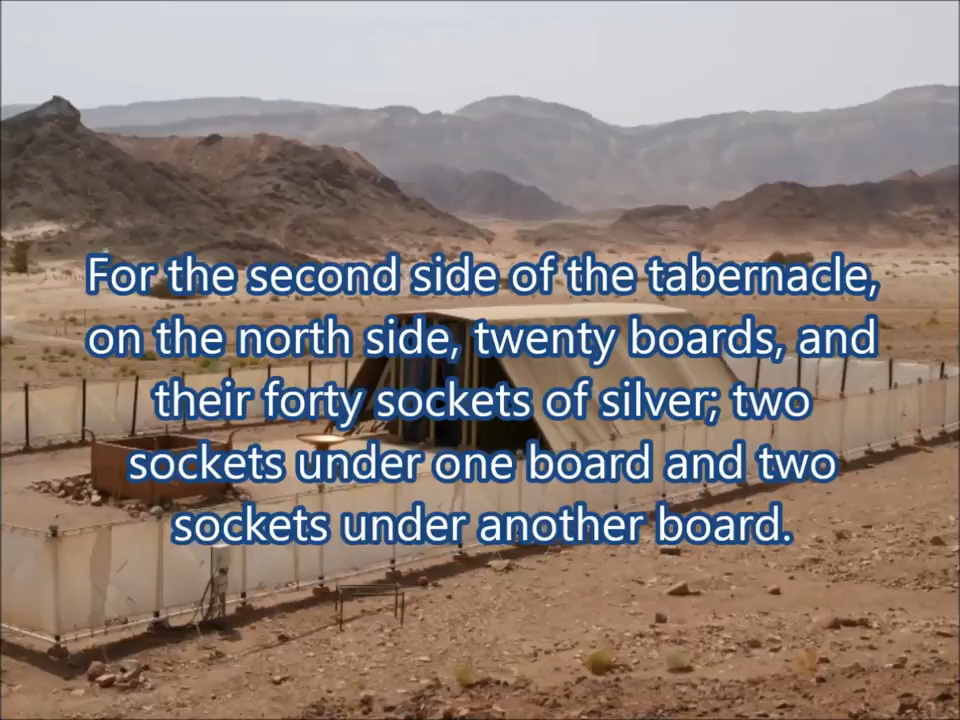 For the second side of the tabernacle,
on the north side, twenty boards, and
their forty sockets of silver; two
sockets under one board and two
sockets under another board.